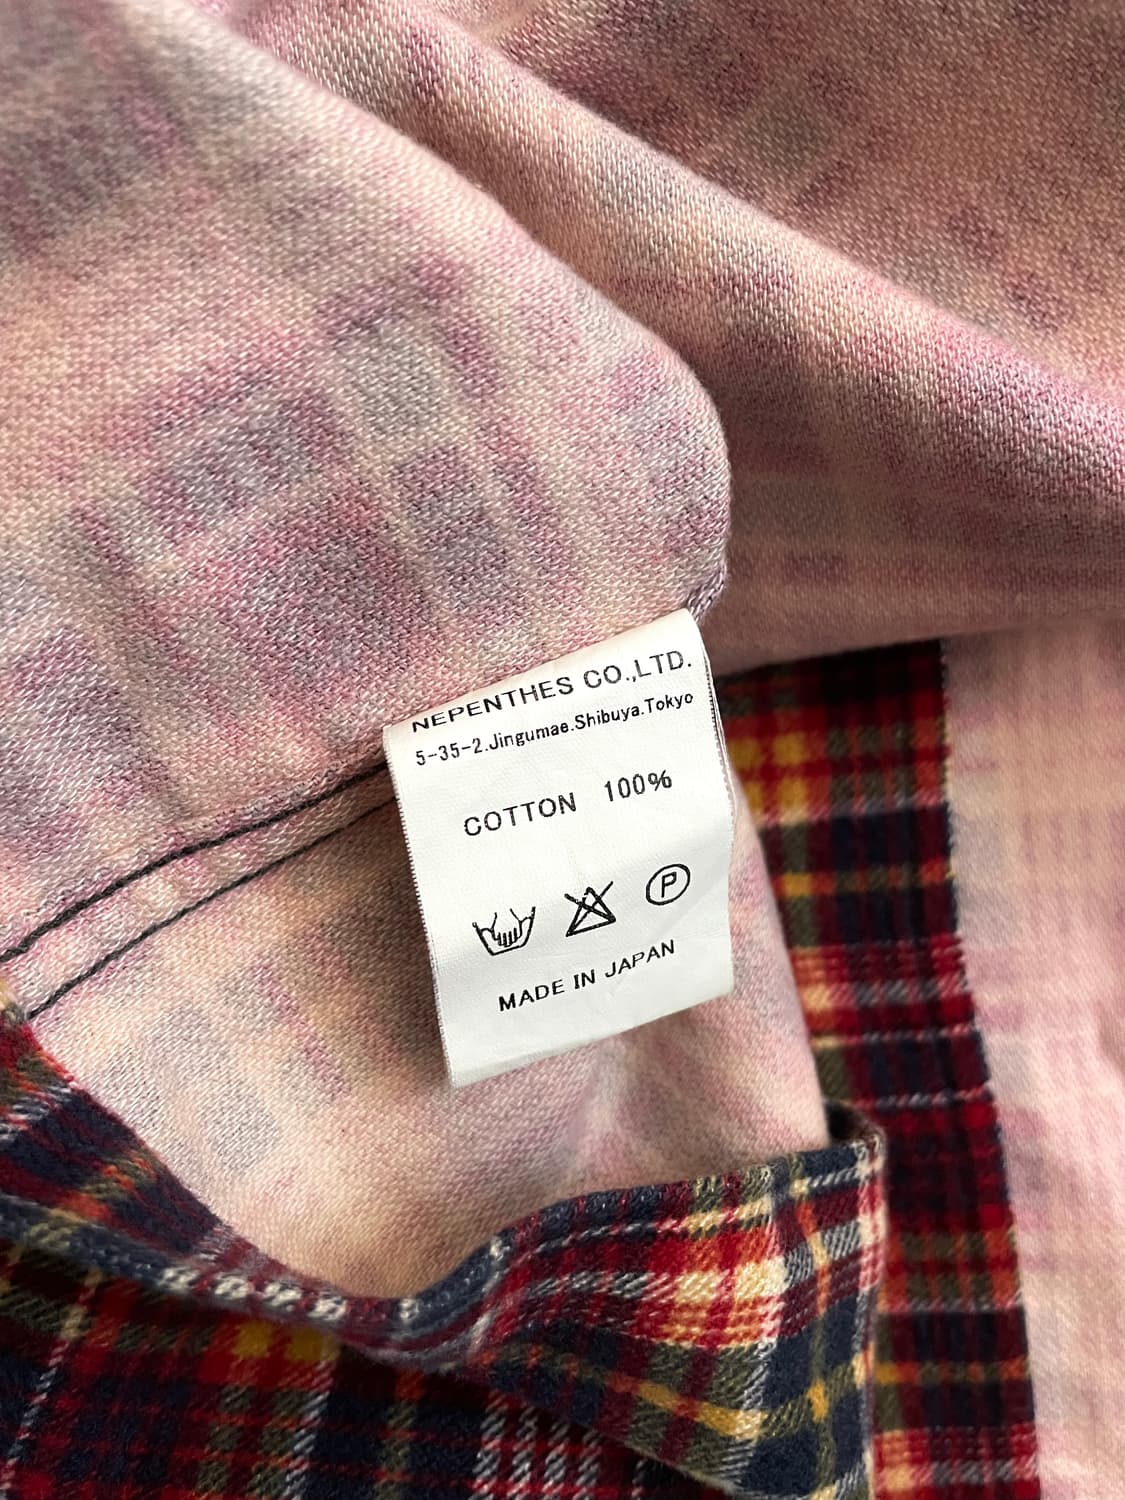 NEPENTHES CO.,LTD.
5-35-2.Jingumae.Shibuya.Tokyo
COTTON 100%
P
MADE IN JAPAN